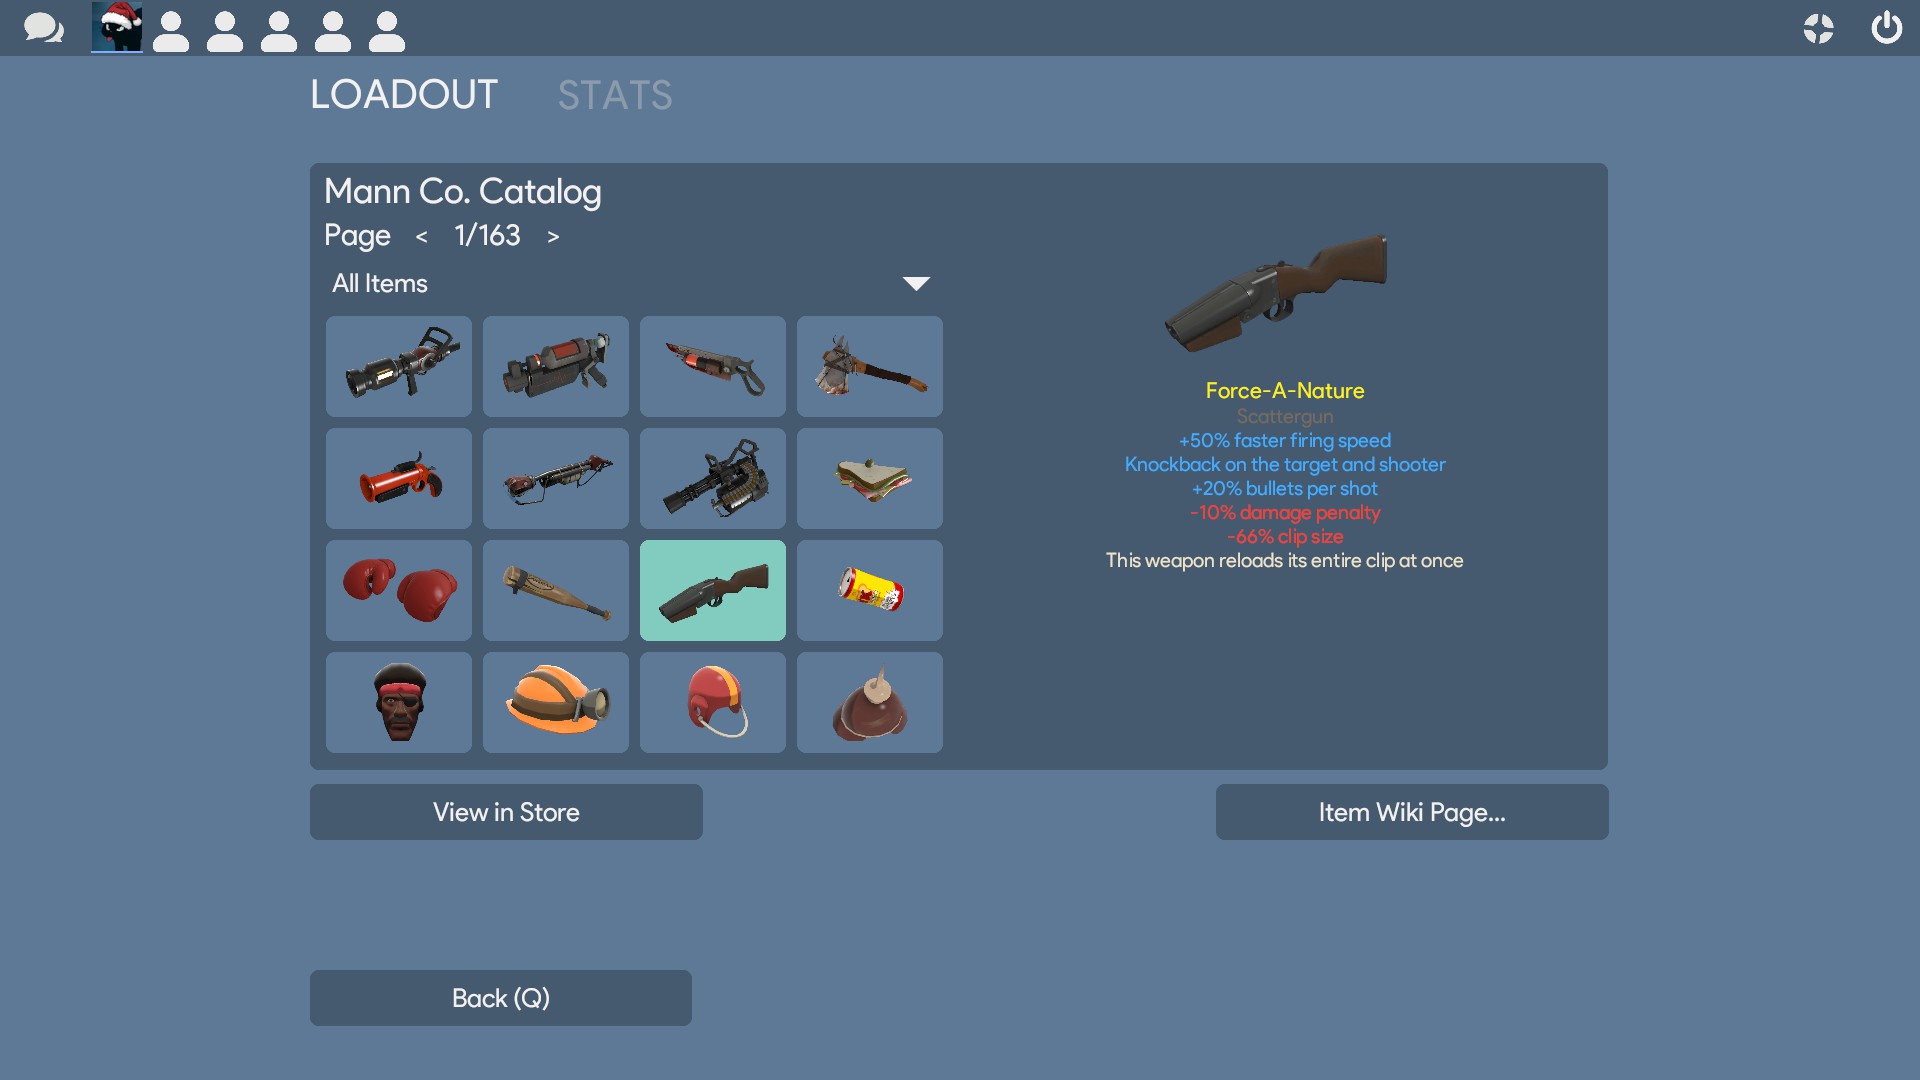 LOADOUT STATS
Mann Co. Catalog
Page < 1/163 >
All Items
Force-A-Nature
Scattergun
+50% faster firing speed
Knockback on the target and shooter
+20% bullets per shot
-10% damage penalty
-66% clip size
This weapon reloads its entire clip at once
View in Store
Item Wiki Page...
Back (Q)